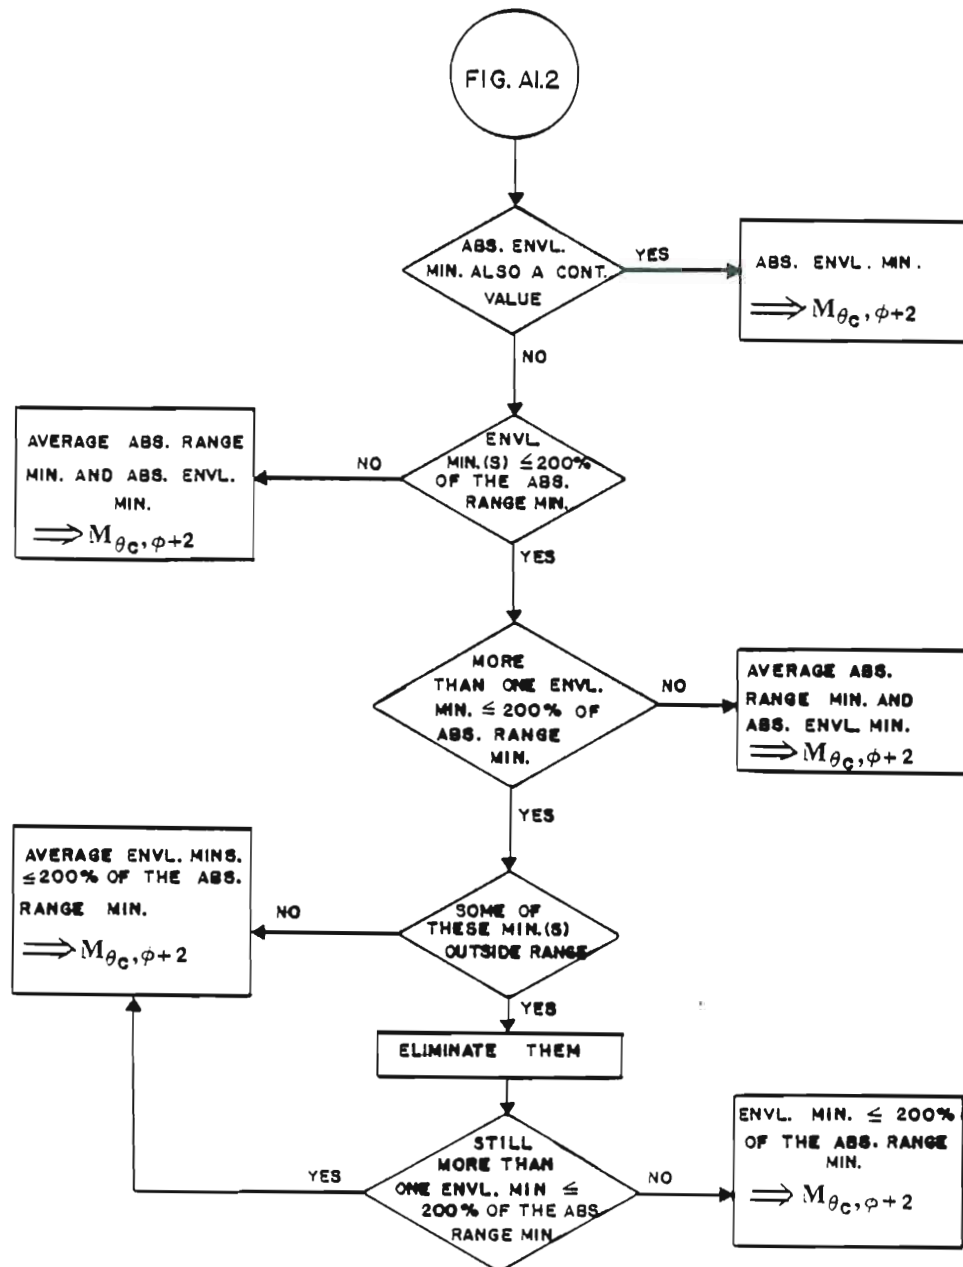 FIG. A1.2
ABS. ENVL.
MIN. ALSO A CONT.
VALUE
YES
ABS. ENVL. MIN.
⟹ Mθc, ϕ+2
NO
ENVL.
MIN.(S) ≤200%
OF THE ABS.
RANGE MIN.
NO
AVERAGE ABS. RANGE
MIN. AND ABS. ENVL.
MIN.
⟹ Mθc, ϕ+2
YES
MORE
THAN ONE ENVL.
MIN. ≤ 200% OF
ABS. RANGE
MIN.
NO
AVERAGE ABS.
RANGE MIN. AND
ABS. ENVL. MIN.
⟹ Mθc, ϕ+2
YES
SOME OF
THESE MIN.(S)
OUTSIDE RANGE
NO
AVERAGE ENVL. MINS.
≤200% OF THE ABS.
RANGE MIN.
⟹ Mθc, ϕ+2
YES
ELIMINATE THEM
STILL
MORE THAN
ONE ENVL. MIN ≤
200% OF THE ABS.
RANGE MIN
YES
NO
ENVL. MIN. ≤ 200%
OF THE ABS. RANGE
MIN.
⟹ Mθc, ϕ+2